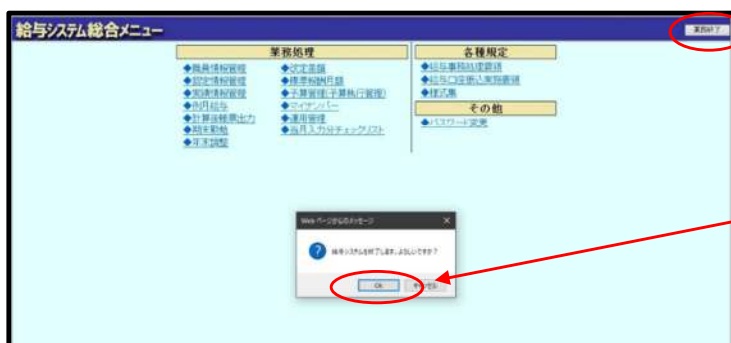 給与システム総合メニュー
業務終了
業務処理
◆職員情報管理
◆認定情報管理
◆実績情報管理
◆例月給与
◆計算後帳票出力
◆期末勤勉
◆年末調整
◆改定差額
◆標準報酬月額
◆予算管理(予算執行管理)
◆マイナンバー
◆運用管理
◆当月入力分チェックリスト
各種規定
◆給与事務処理要領
◆給与口座振込実施要領
◆様式集
その他
◆パスワード変更
Web ページからのメッセージ
給与システムを終了します。よろしいですか？
OK
キャンセル